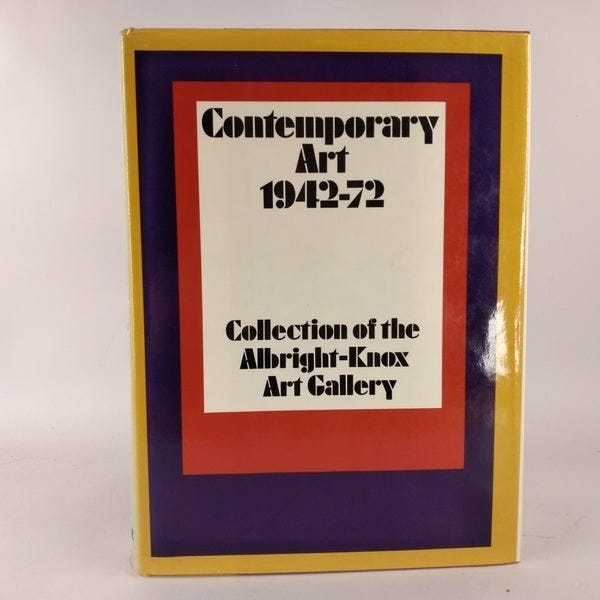 Contemporary
Art
1942-72
Collection of the
Albright-Knox
Art Gallery